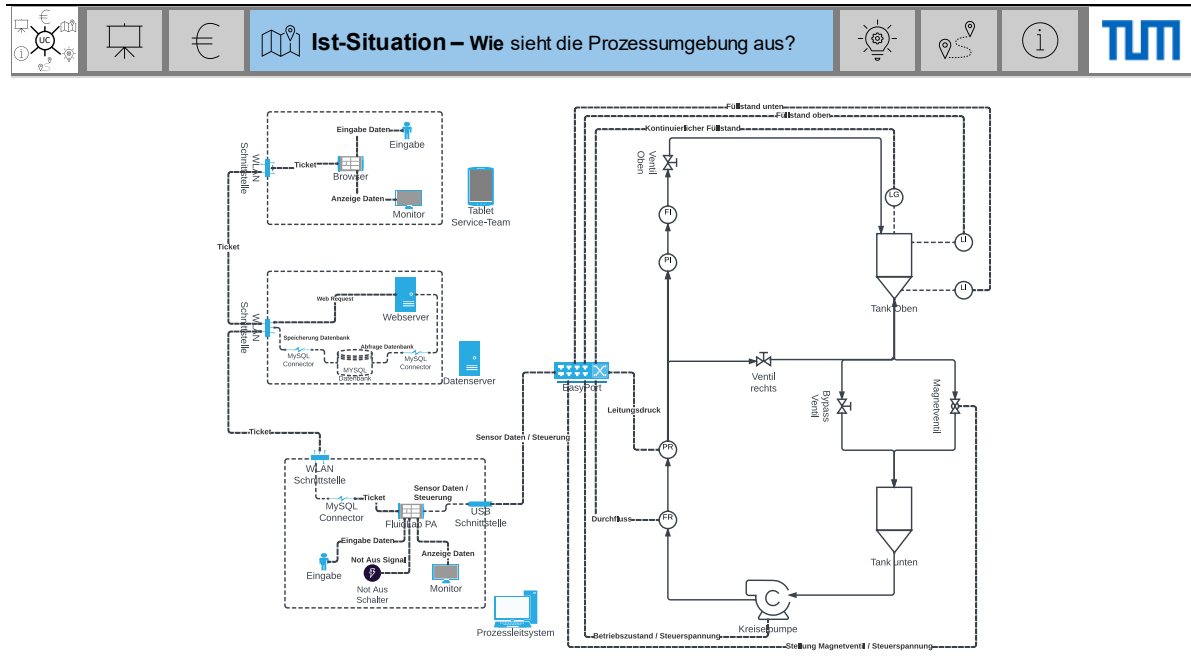 UC
Ist-Situation – Wie sieht die Prozessumgebung aus?
TUM
Füllstand unten
Füllstand oben
Kontinuierlicher Füllstand
Eingabe Daten
Eingabe
Ticket
Browser
Anzeige Daten
Monitor
WLAN
Schnittstelle
Tablet
Service-Team
Ticket
Web Request
Webserver
WLAN
Schnittstelle
Speicherung Datenbank
Abfrage Datenbank
MySQL
Connector
MYSQL
Datenbank
MySQL
Connector
Datenserver
Ticket
WLAN
Schnittstelle
MySQL
Connector
Ticket
Sensor Daten /
Steuerung
FluidLab PA
USB
Schnittstelle
Eingabe Daten
Eingabe
Not Aus Signal
Not Aus
Schalter
Anzeige Daten
Monitor
Prozessleitsystem
Sensor Daten / Steuerung
EasyPort
Leitungsdruck
Durchfluss
Ventil
Oben
FI
PI
PR
FR
LG
LI
LI
Tank Oben
Ventil
rechts
Bypass
Ventil
Magnetventil
Tank unten
C
Kreiselpumpe
Betriebszustand / Steuerspannung
Stellung Magnetventil / Steuerspannung